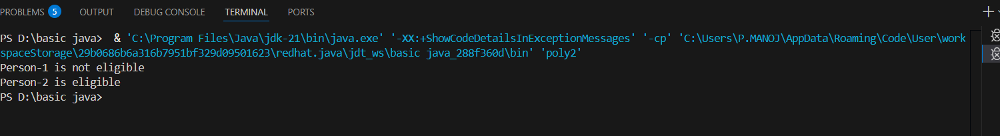 PROBLEMS 5 OUTPUT DEBUG CONSOLE TERMINAL PORTS
PS D:\basic java>  & 'C:\Program Files\Java\jdk-21\bin\java.exe' '-XX:+ShowCodeDetailsInExceptionMessages' '-cp' 'C:\Users\P.MANOJ\AppData\Roaming\Code\User\work
spaceStorage\29b0686b6a316b7951bf329d09501623\redhat.java\jdt_ws\basic java_288f360d\bin' 'poly2'
Person-1 is not eligible
Person-2 is eligible
PS D:\basic java>